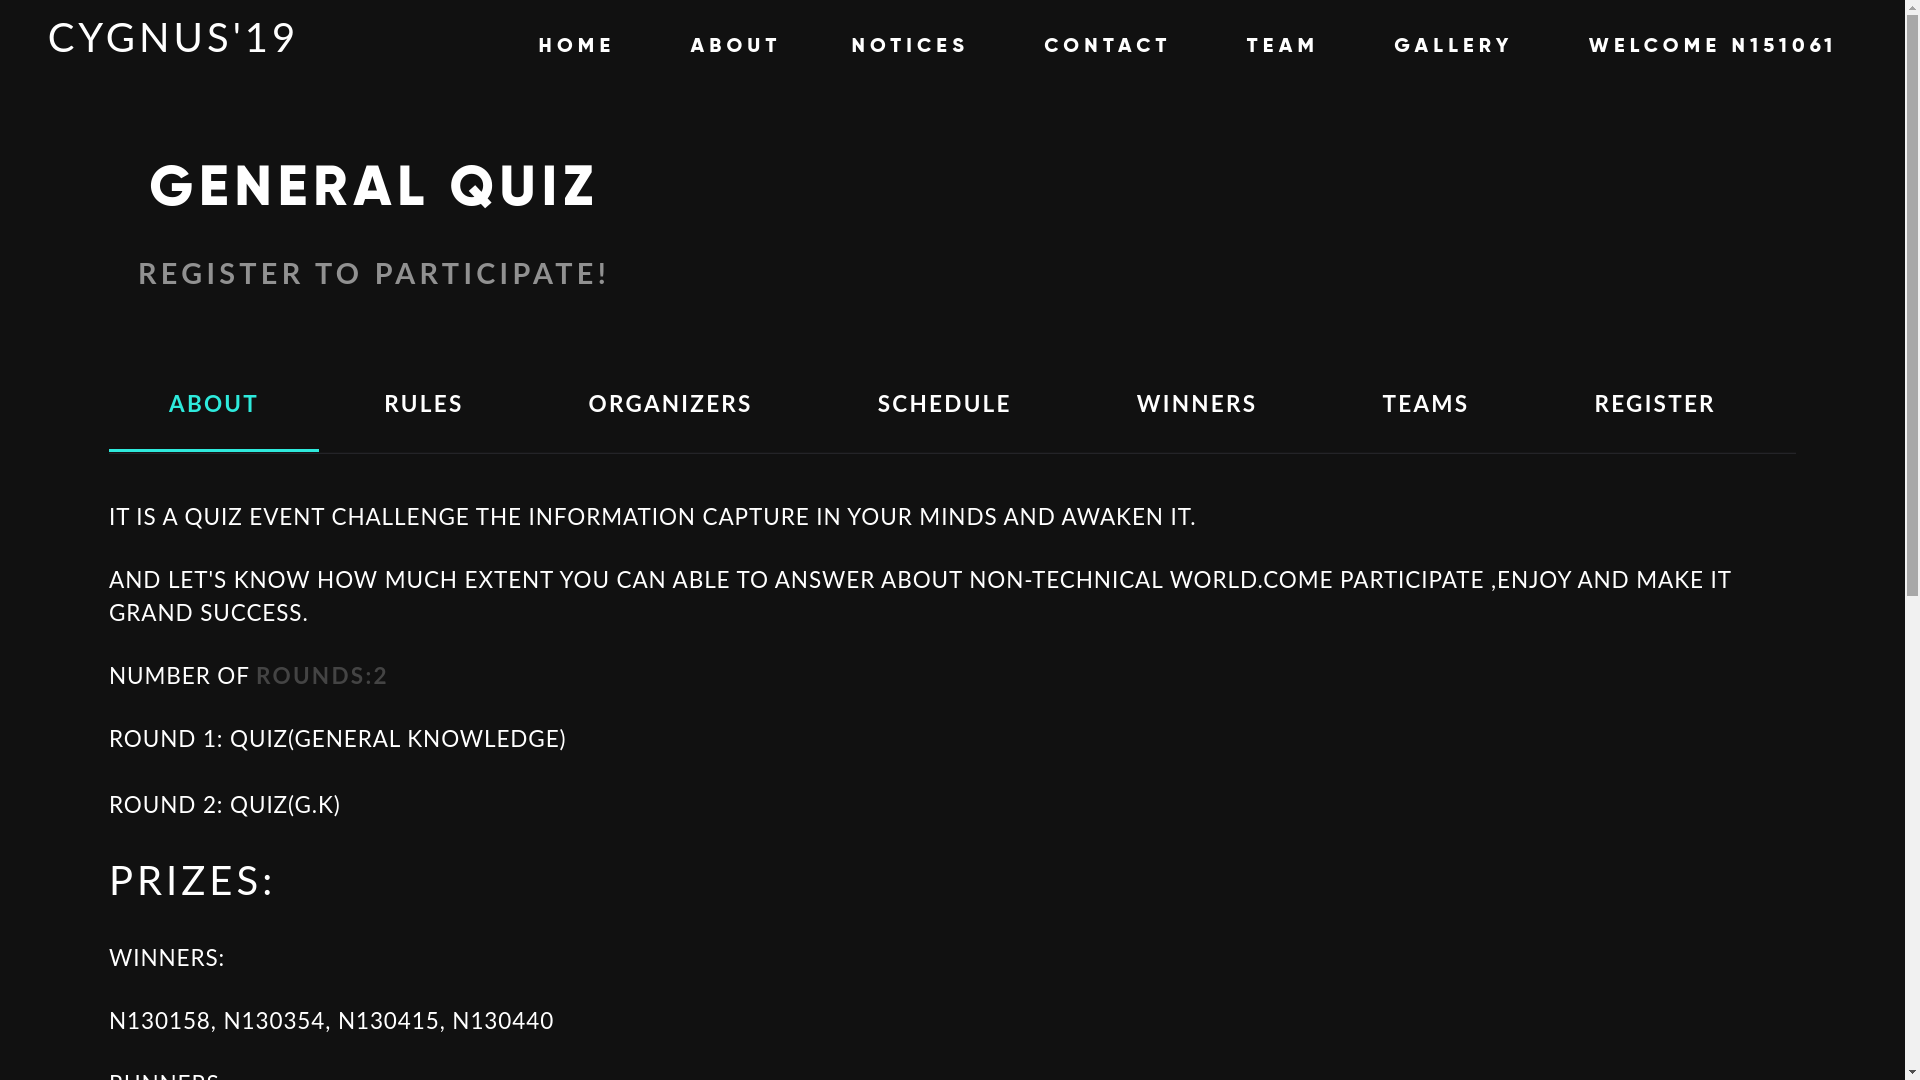 CYGNUS'19
HOME ABOUT NOTICES CONTACT TEAM GALLERY WELCOME N151061
GENERAL QUIZ
REGISTER TO PARTICIPATE!
ABOUT RULES ORGANIZERS SCHEDULE WINNERS TEAMS REGISTER
IT IS A QUIZ EVENT CHALLENGE THE INFORMATION CAPTURE IN YOUR MINDS AND AWAKEN IT.
AND LET'S KNOW HOW MUCH EXTENT YOU CAN ABLE TO ANSWER ABOUT NON-TECHNICAL WORLD.COME PARTICIPATE ,ENJOY AND MAKE IT
GRAND SUCCESS.
NUMBER OF ROUNDS:2
ROUND 1: QUIZ(GENERAL KNOWLEDGE)
ROUND 2: QUIZ(G.K)
PRIZES:
WINNERS:
N130158, N130354, N130415, N130440